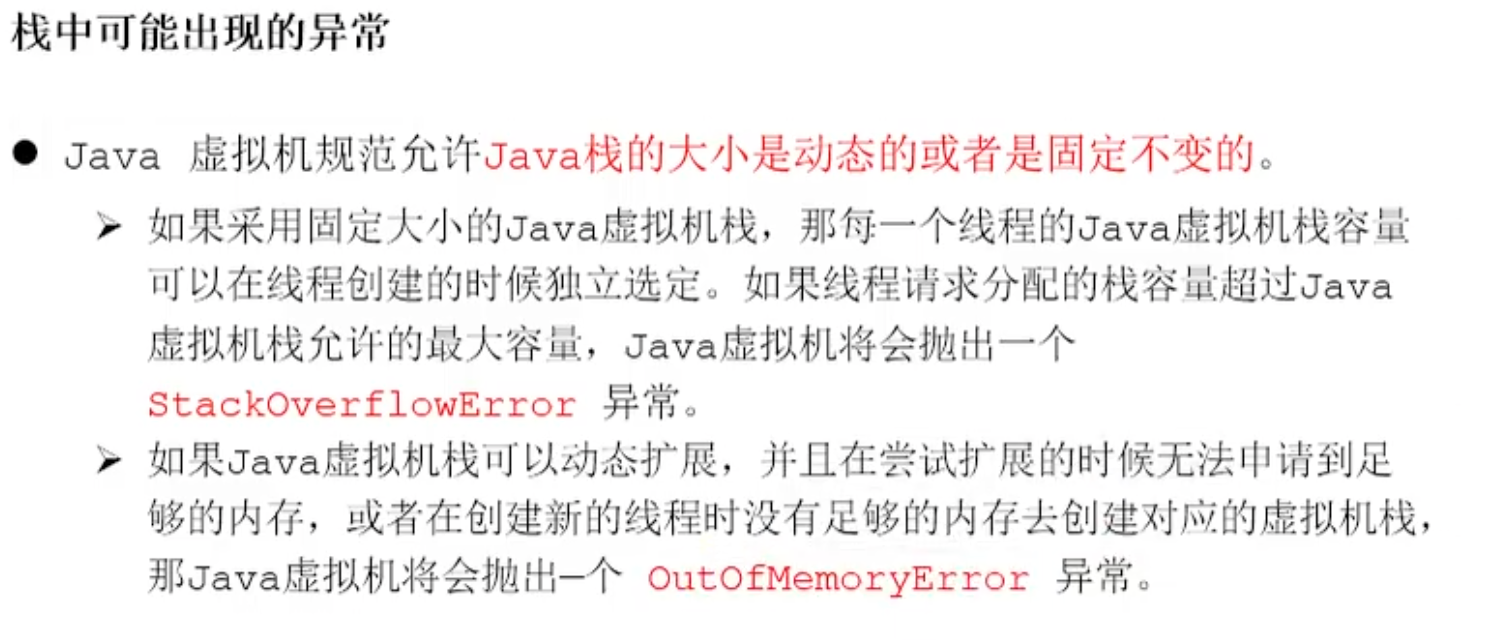 栈中可能出现的异常
● Java 虚拟机规范允许Java栈的大小是动态的或者是固定不变的。
➢ 如果采用固定大小的Java虚拟机栈，那每一个线程的Java虚拟机栈容量
可以在线程创建的时候独立选定。如果线程请求分配的栈容量超过Java
虚拟机栈允许的最大容量，Java虚拟机将会抛出一个
StackOverflowError 异常。
➢ 如果Java虚拟机栈可以动态扩展，并且在尝试扩展的时候无法申请到足
够的内存，或者在创建新的线程时没有足够的内存去创建对应的虚拟机栈，
那Java虚拟机将会抛出一个 OutOfMemoryError 异常。